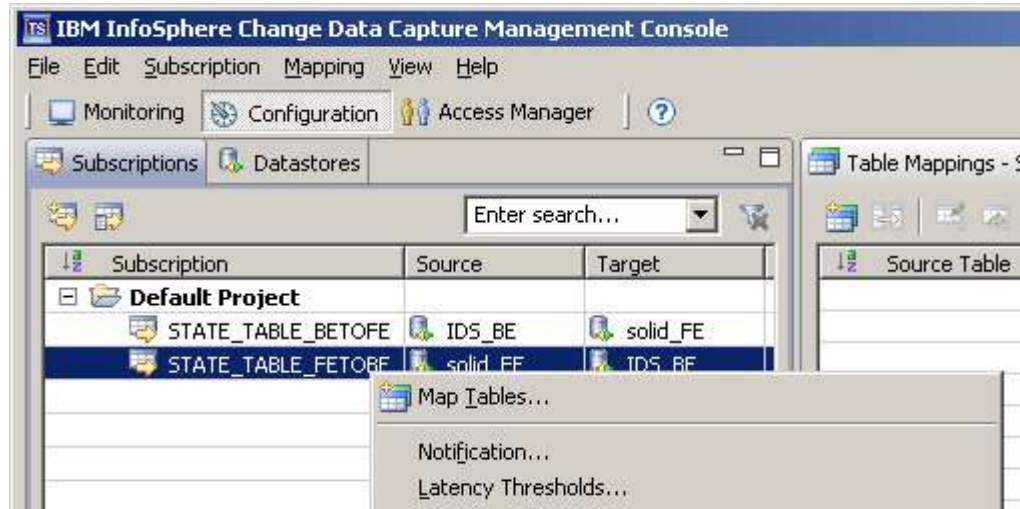 TS IBM InfoSphere Change Data Capture Management Console
File Edit Subscription Mapping View Help
Monitoring Configuration Access Manager ?
Subscriptions Datastores Table Mappings - S
Enter search...
Subscription Source Target Source Table
Default Project
STATE_TABLE_BETOFE IDS_BE solid_FE
STATE_TABLE_FETOBE solid_FE IDS_BE
Map Tables...
Notification...
Latency Thresholds...